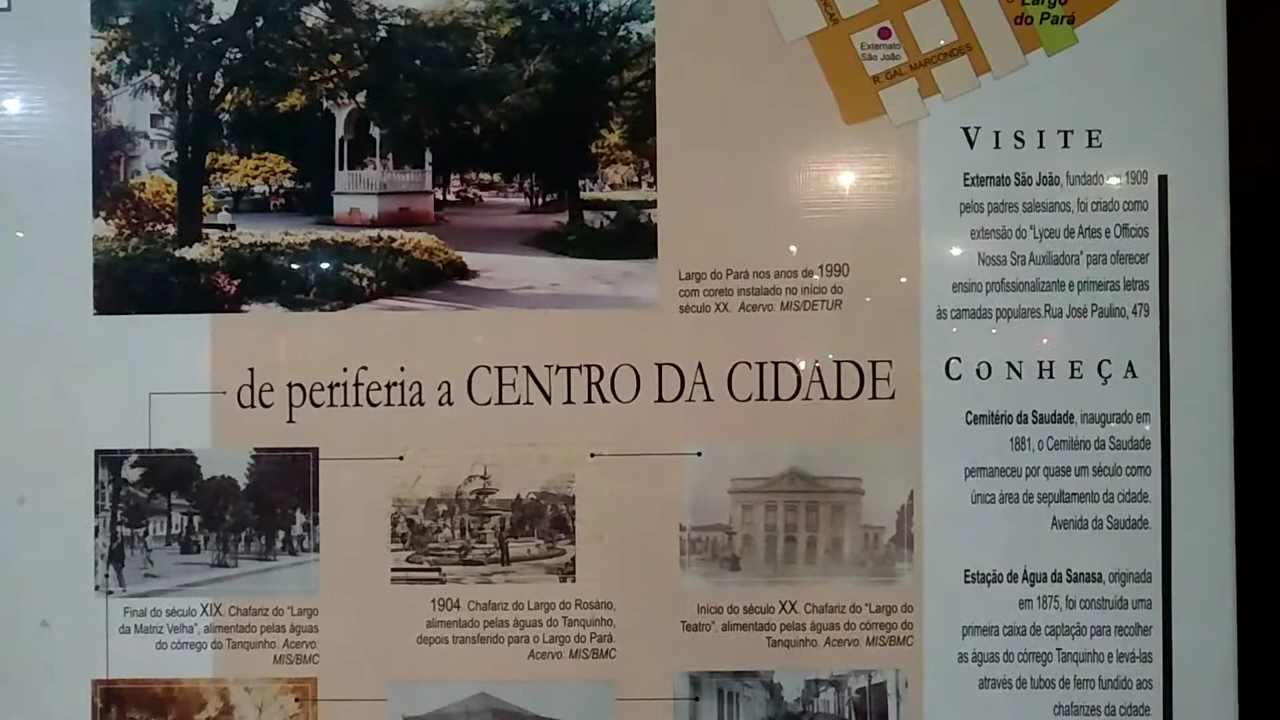 Largo
do Pará
Externato
São João
R. GAL. MARCONDES
Largo do Pará nos anos de 1990
com coreto instalado no início do
século XX. Acervo: MIS/DETUR
VISITE
Externato São João, fundado em 1909
pelos padres salesianos, foi criado como
extensão do "Lyceu de Artes e Officios
Nossa Sra Auxiliadora" para oferecer
ensino profissionalizante e primeiras letras
às camadas populares.Rua José Paulino, 479
de periferia a CENTRO DA CIDADE
CONHEÇA
Cemitério da Saudade, inaugurado em
1881, o Cemitério da Saudade
permaneceu por quase um século como
única área de sepultamento da cidade.
Avenida da Saudade.
Estação de Água da Sanasa, originada
em 1875, foi construída uma
primeira caixa de captação para recolher
as águas do córrego Tanquinho e levá-las
através de tubos de ferro fundido aos
chafarizes da cidade.
Final do século XIX. Chafariz do "Largo
da Matriz Velha", alimentado pelas águas
do córrego do Tanquinho. Acervo:
MIS/BMC
1904. Chafariz do Largo do Rosário,
alimentado pelas águas do Tanquinho,
depois transferido para o Largo do Pará.
Acervo: MIS/BMC
Início do século XX. Chafariz do "Largo do
Teatro", alimentado pelas águas do córrego do
Tanquinho. Acervo: MIS/BMC